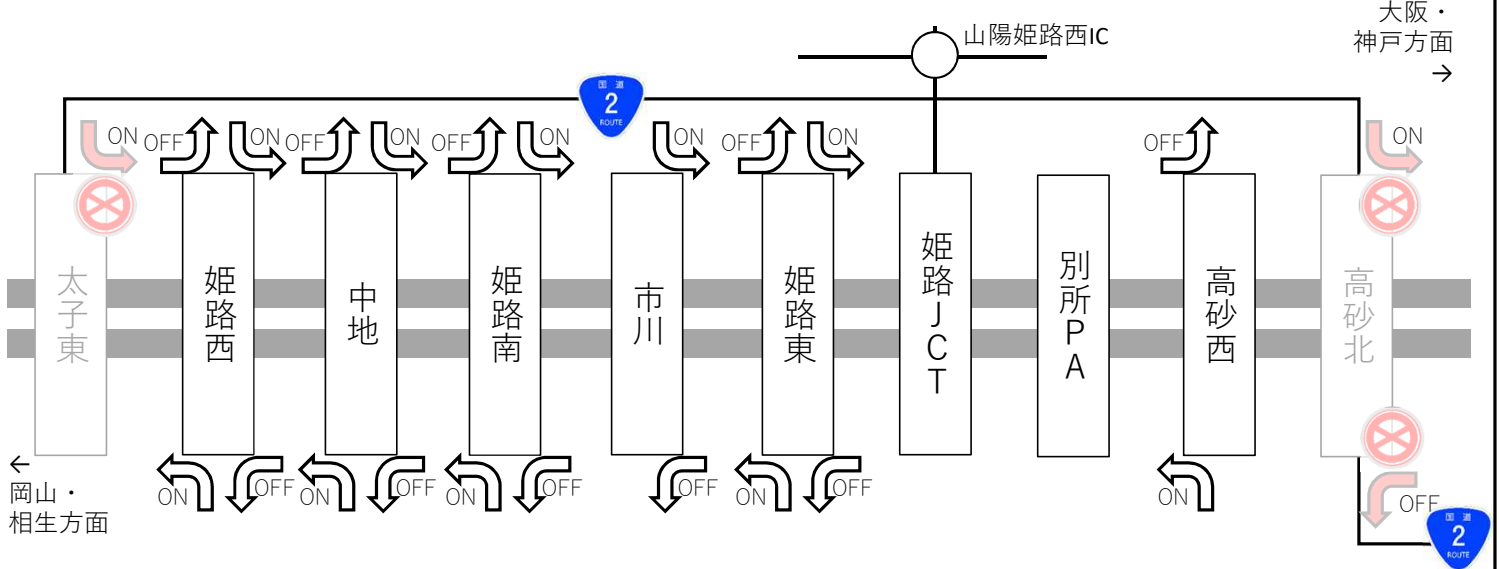 大阪・
神戸方面
→
山陽姫路西IC
国道
2
ROUTE
ON
OFF
ON
OFF
ON
OFF
ON
ON
OFF
ON
OFF
ON
太子東
姫路西
中地
姫路南
市川
姫路東
姫路JCT
別所PA
高砂西
高砂北
←
岡山・
相生方面
ON
OFF
ON
OFF
ON
OFF
OFF
ON
OFF
ON
OFF
国道
2
ROUTE